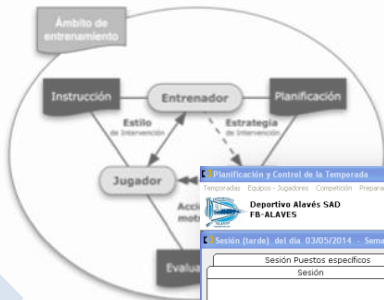 Ámbito de
entrenamiento
Instrucción
Entrenador
Planificación
Estilo
de Intervención
Estrategia
de Intervención
Jugador
Planificación y Control de la Temporada
Temporadas Equipos - Jugadores Competición Prepara
Deportivo Alavés SAD
FB-ALAVES
Acci
mot
Sesión (tarde) del día 03/05/2014 - Sema
Sesión Puestos específicos
Sesión
Evalua